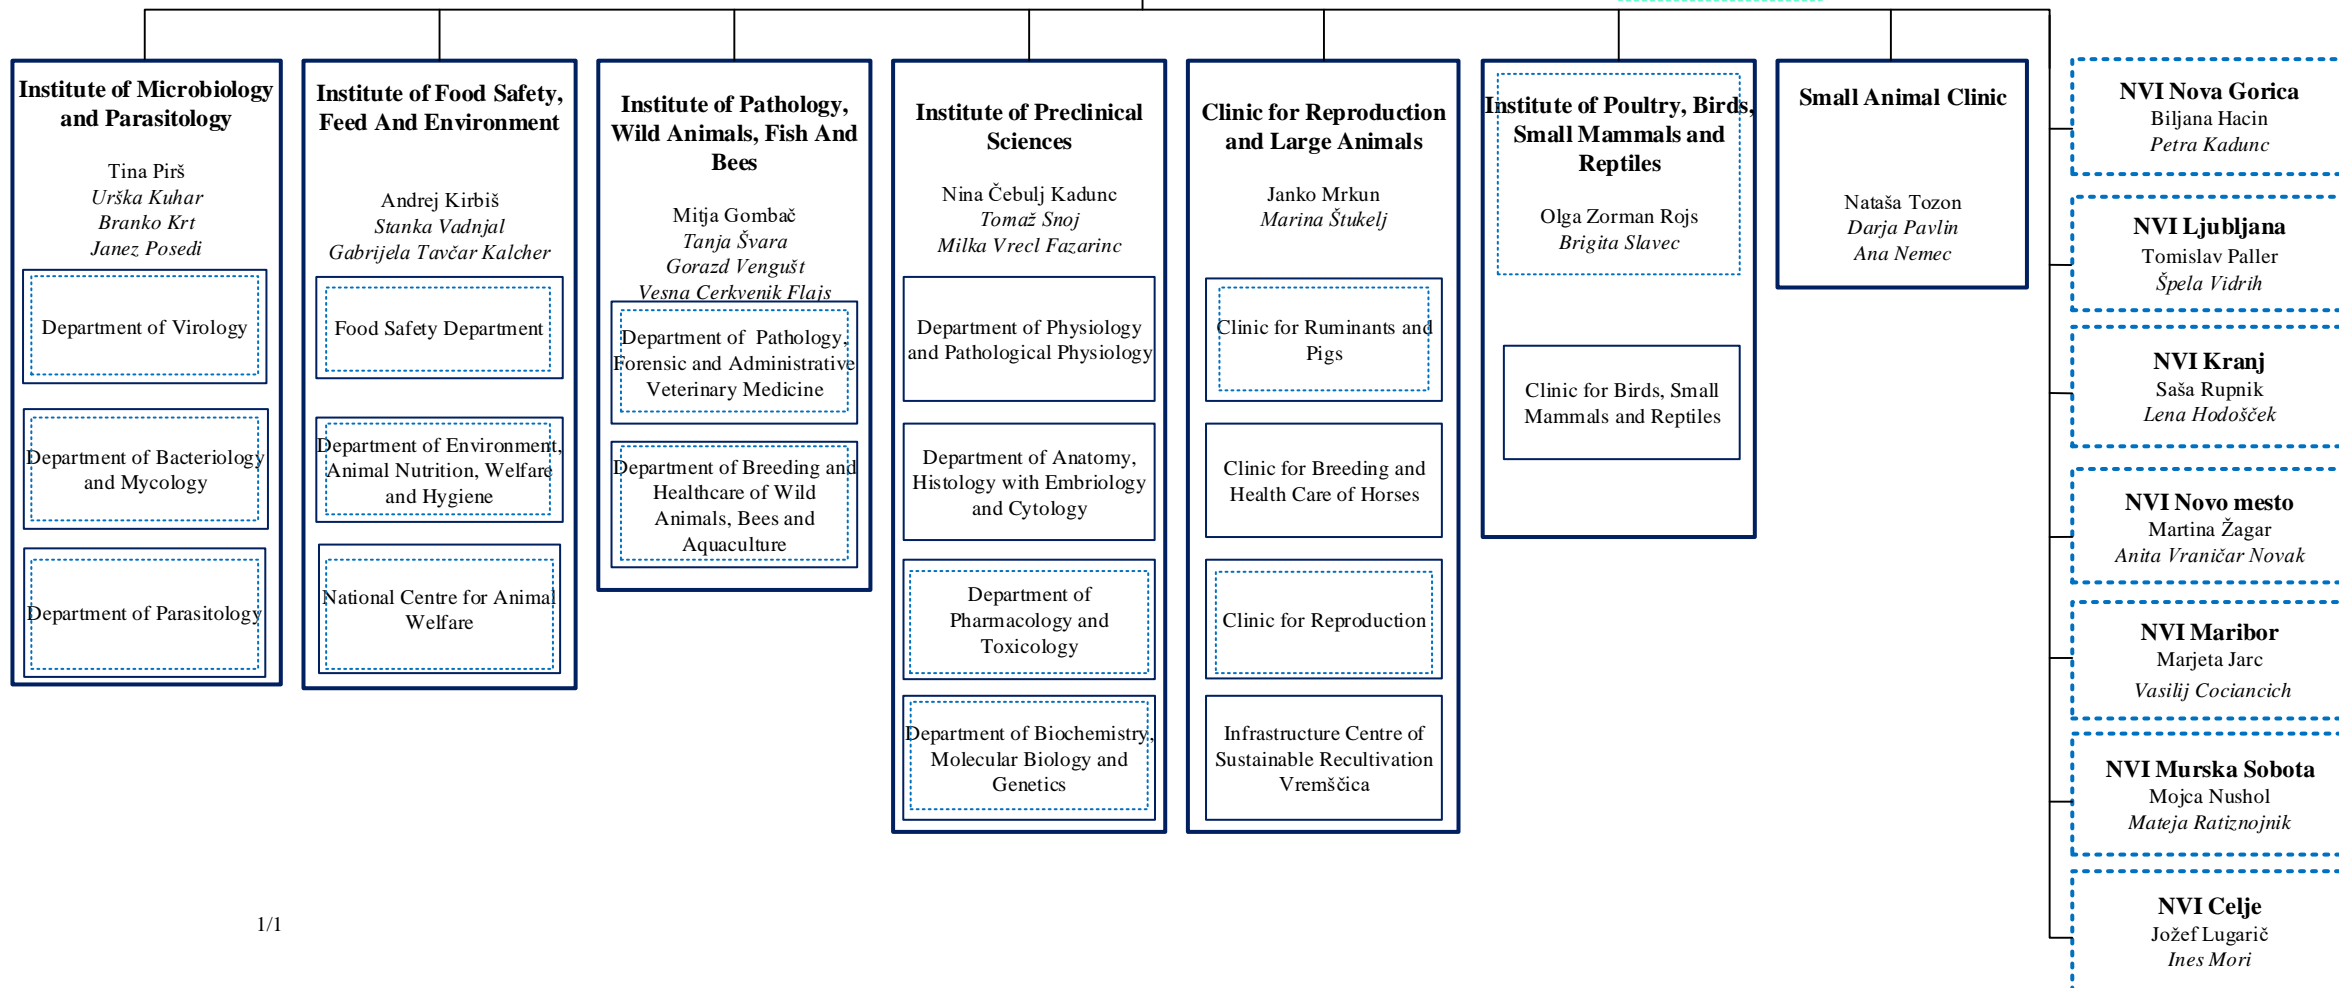 Institute of Microbiology
and Parasitology
Tina Pirš
Urška Kuhar
Branko Krt
Janez Posedi
Department of Virology
Department of Bacteriology
and Mycology
Department of Parasitology
Institute of Food Safety,
Feed And Environment
Andrej Kirbiš
Stanka Vadnjal
Gabrijela Tavčar Kalcher
Food Safety Department
Department of Environment,
Animal Nutrition, Welfare
and Hygiene
National Centre for Animal
Welfare
Institute of Pathology,
Wild Animals, Fish And
Bees
Mitja Gombač
Tanja Švara
Gorazd Vengušt
Vesna Cerkvenik Flajs
Department of  Pathology,
Forensic and Administrative
Veterinary Medicine
Department of Breeding and
Healthcare of Wild
Animals, Bees and
Aquaculture
Institute of Preclinical
Sciences
Nina Čebulj Kadunc
Tomaž Snoj
Milka Vrecl Fazarinc
Department of Physiology
and Pathological Physiology
Department of Anatomy,
Histology with Embriology
and Cytology
Department of
Pharmacology and
Toxicology
Department of Biochemistry,
Molecular Biology and
Genetics
Clinic for Reproduction
and Large Animals
Janko Mrkun
Marina Štukelj
Clinic for Ruminants and
Pigs
Clinic for Breeding and
Health Care of Horses
Clinic for Reproduction
Infrastructure Centre of
Sustainable Recultivation
Vremščica
Institute of Poultry, Birds,
Small Mammals and
Reptiles
Olga Zorman Rojs
Brigita Slavec
Clinic for Birds, Small
Mammals and Reptiles
Small Animal Clinic
Nataša Tozon
Darja Pavlin
Ana Nemec
NVI Nova Gorica
Biljana Hacin
Petra Kadunc
NVI Ljubljana
Tomislav Paller
Špela Vidrih
NVI Kranj
Saša Rupnik
Lena Hodošček
NVI Novo mesto
Martina Žagar
Anita Vraničar Novak
NVI Maribor
Marjeta Jarc
Vasilij Cociancich
NVI Murska Sobota
Mojca Nushol
Mateja Ratiznojnik
NVI Celje
Jožef Lugarič
Ines Mori
1/1